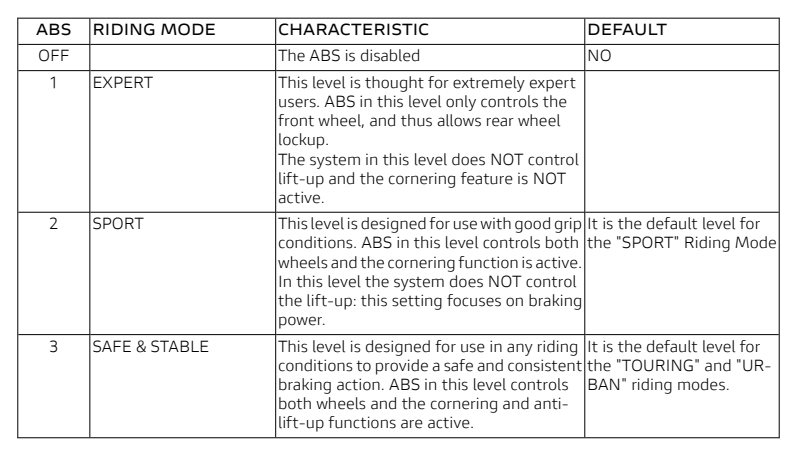 ABS RIDING MODE CHARACTERISTIC DEFAULT
OFF The ABS is disabled NO
1 EXPERT This level is thought for extremely expert
users. ABS in this level only controls the
front wheel, and thus allows rear wheel
lockup.
The system in this level does NOT control
lift-up and the cornering feature is NOT
active.
2 SPORT This level is designed for use with good grip It is the default level for
conditions. ABS in this level controls both the "SPORT" Riding Mode
wheels and the cornering function is active.
In this level the system does NOT control
the lift-up: this setting focuses on braking
power.
3 SAFE & STABLE This level is designed for use in any riding It is the default level for
conditions to provide a safe and consistent the "TOURING" and "UR-
braking action. ABS in this level controls BAN" riding modes.
both wheels and the cornering and anti-
lift-up functions are active.